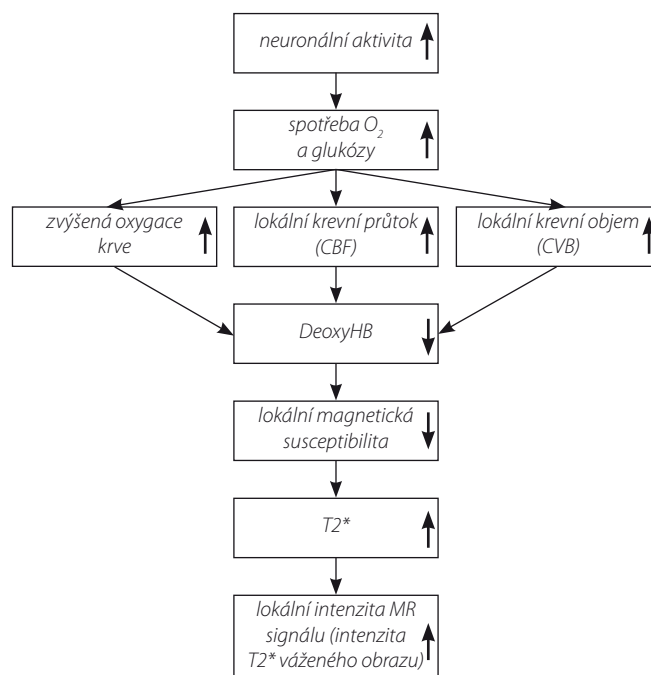 neuronální aktivita
spotřeba O₂
a glukózy
zvýšená oxygace
krve
lokální krevní průtok
(CBF)
lokální krevní objem
(CVB)
DeoxyHB
lokální magnetická
susceptibilita
T2*
lokální intenzita MR
signálu (intenzita
T2* váženého obrazu)